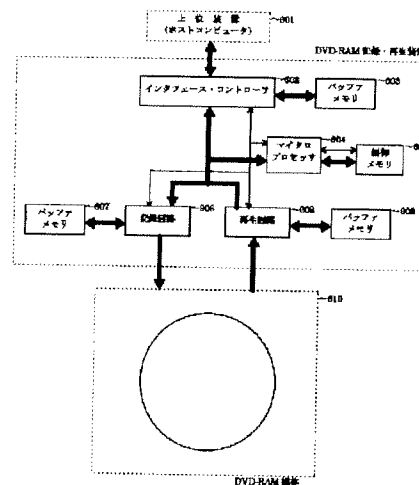 上位装置
(ホストコンピュータ)
601
DVD-RAM 記録・再生装置
602
インタフェース・コントローラ
バッファ
メモリ
603
604
マイクロ
プロセッサ
制御
メモリ
607
バッファ
メモリ
記録回路
606
再生回路
608
バッファ
メモリ
610
DVD-RAM 媒体